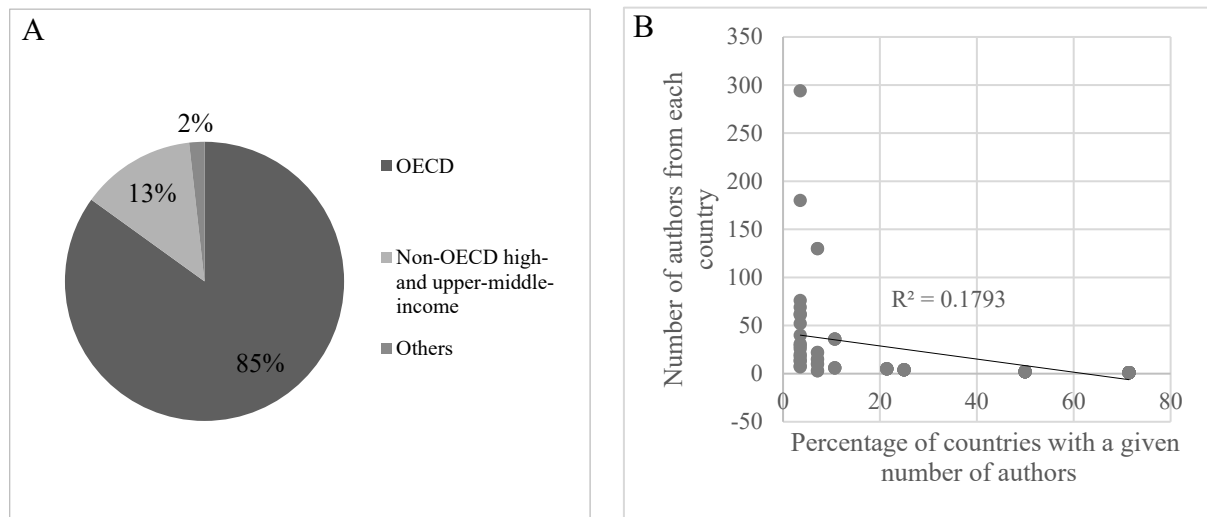 A
2%
13%
85%
OECD
Non-OECD high-
and upper-middle-
income
Others
B
Number of authors from each
country
350
300
250
200
150
100
50
0
-50
R² = 0.1793
0 20 40 60 80
Percentage of countries with a given
number of authors